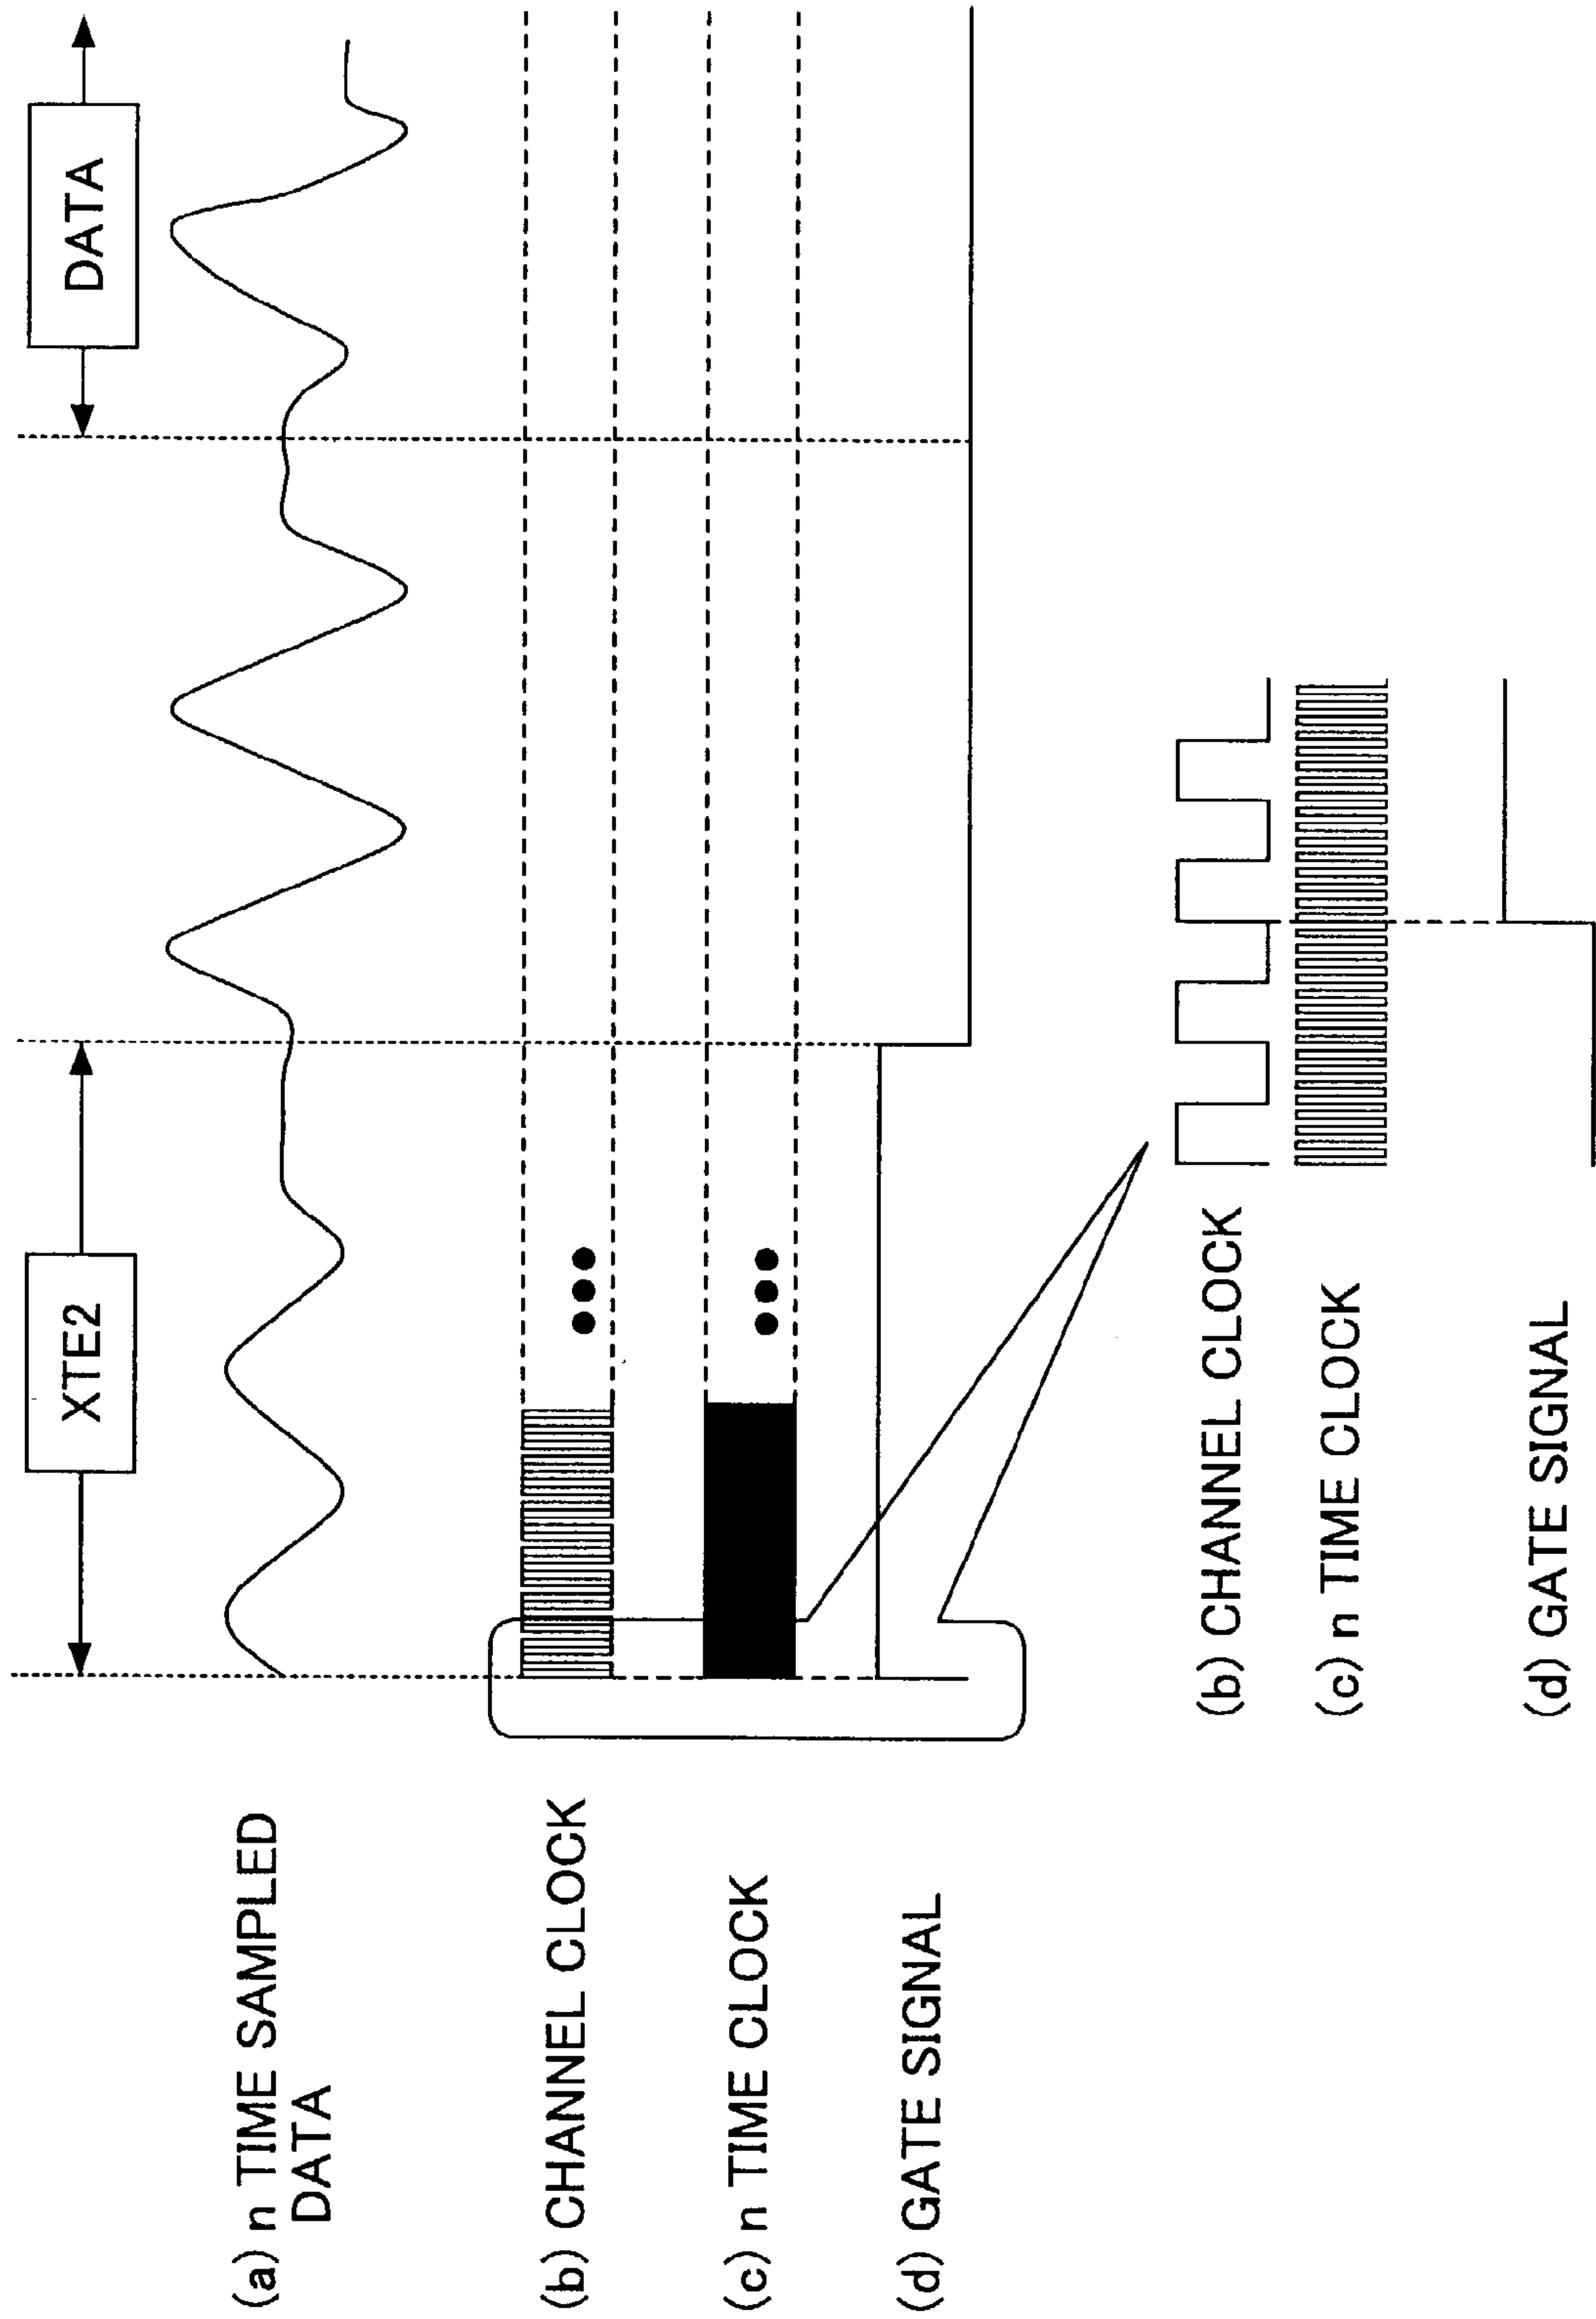 XTE2
DATA
(a) n TIME SAMPLED
DATA
(b) CHANNEL CLOCK
(c) n TIME CLOCK
(d) GATE SIGNAL
(b) CHANNEL CLOCK
(c) n TIME CLOCK
(d) GATE SIGNAL